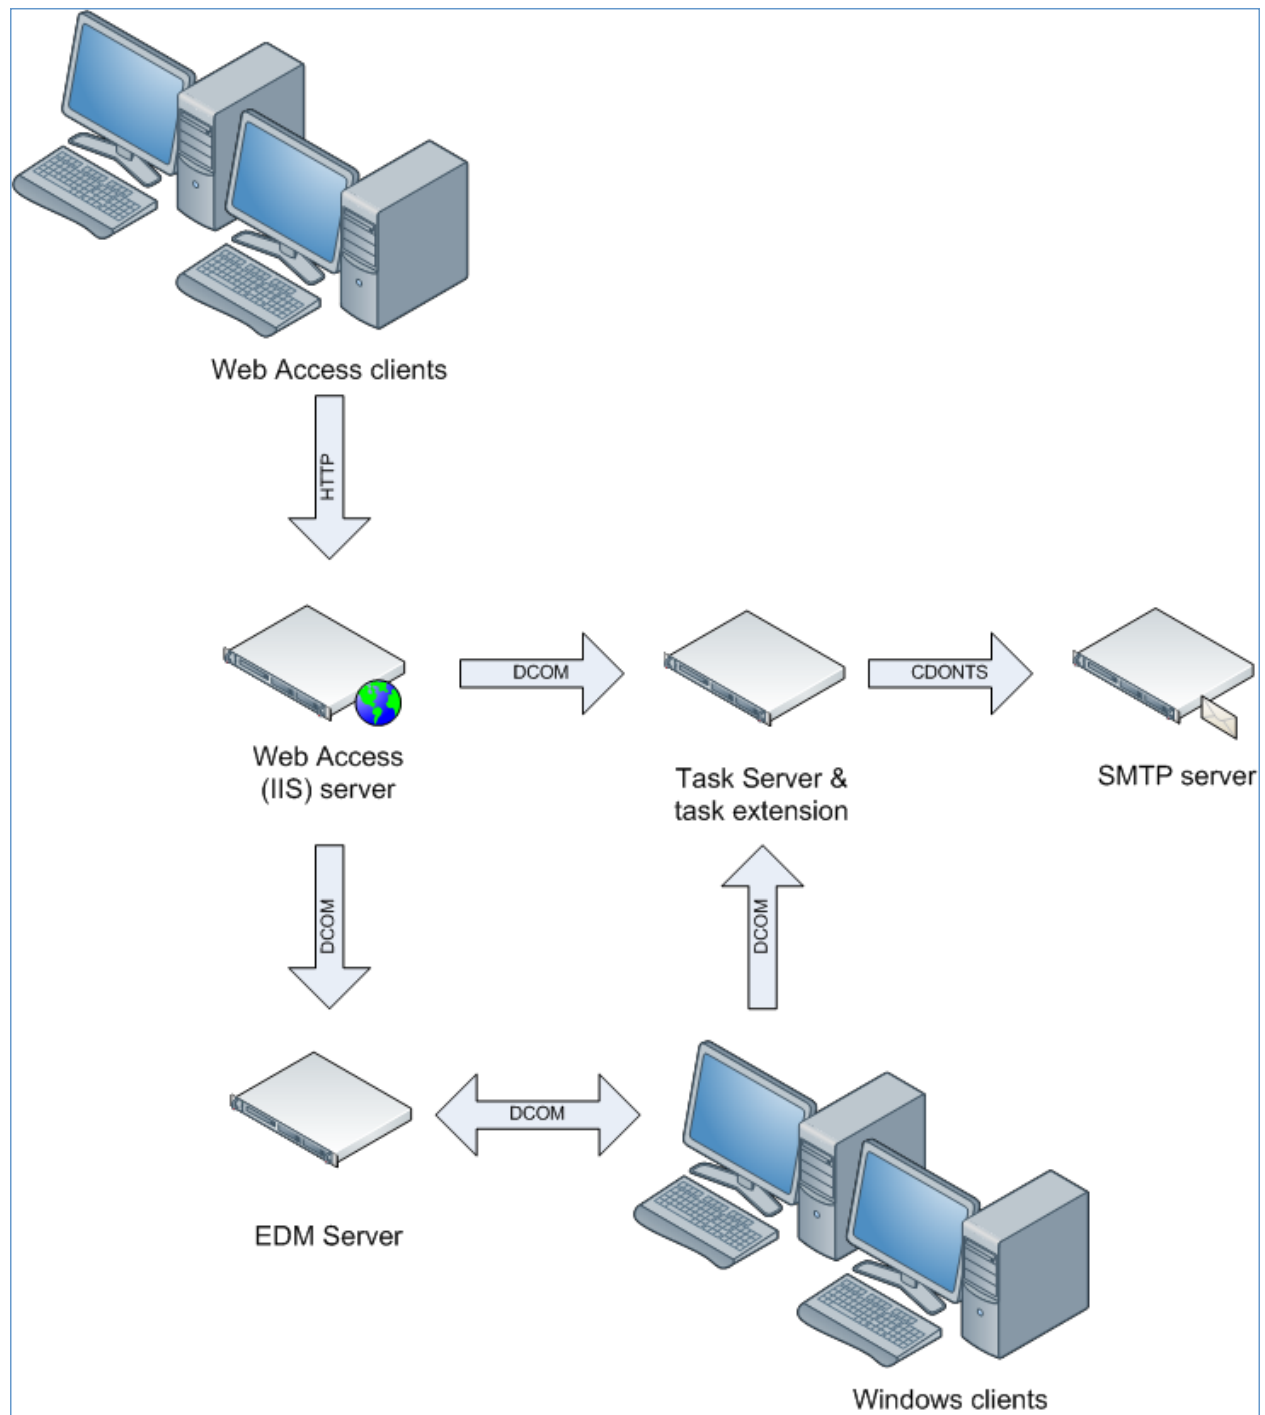 Web Access clients
HTTP
DCOM
CDONTS
Web Access
(IIS) server
Task Server &
task extension
SMTP server
DCOM
DCOM
DCOM
EDM Server
Windows clients